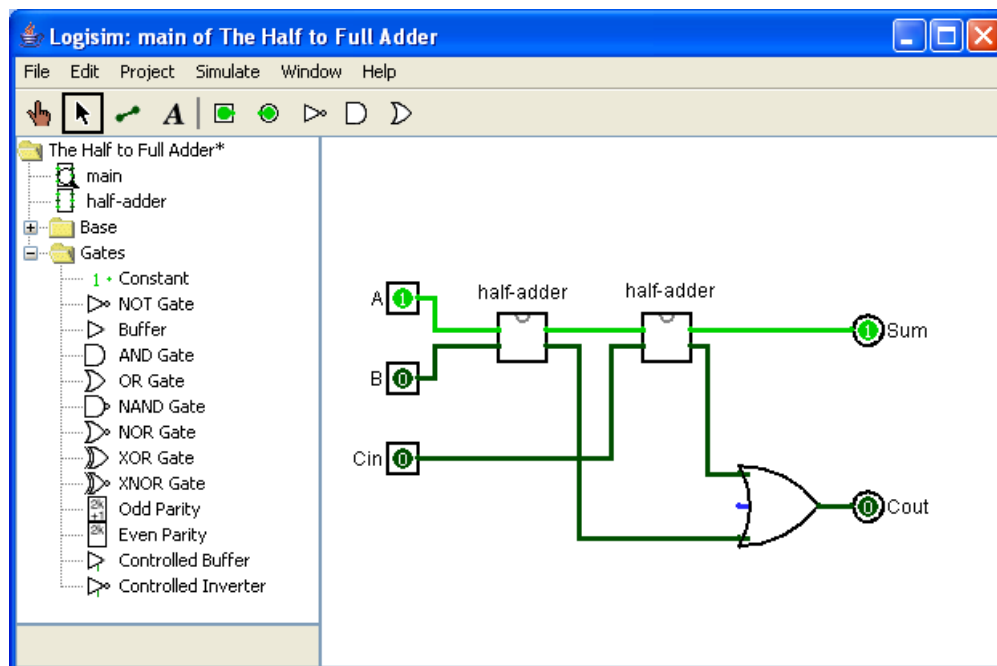 Logisim: main of The Half to Full Adder
File Edit Project Simulate Window Help
A
The Half to Full Adder*
main
half-adder
Base
Gates
1 Constant
NOT Gate
Buffer
AND Gate
OR Gate
NAND Gate
NOR Gate
XOR Gate
XNOR Gate
2k+1 Odd Parity
2k Even Parity
Controlled Buffer
Controlled Inverter
half-adder half-adder
A 1
1 Sum
B 0
Cin 0
0 Cout